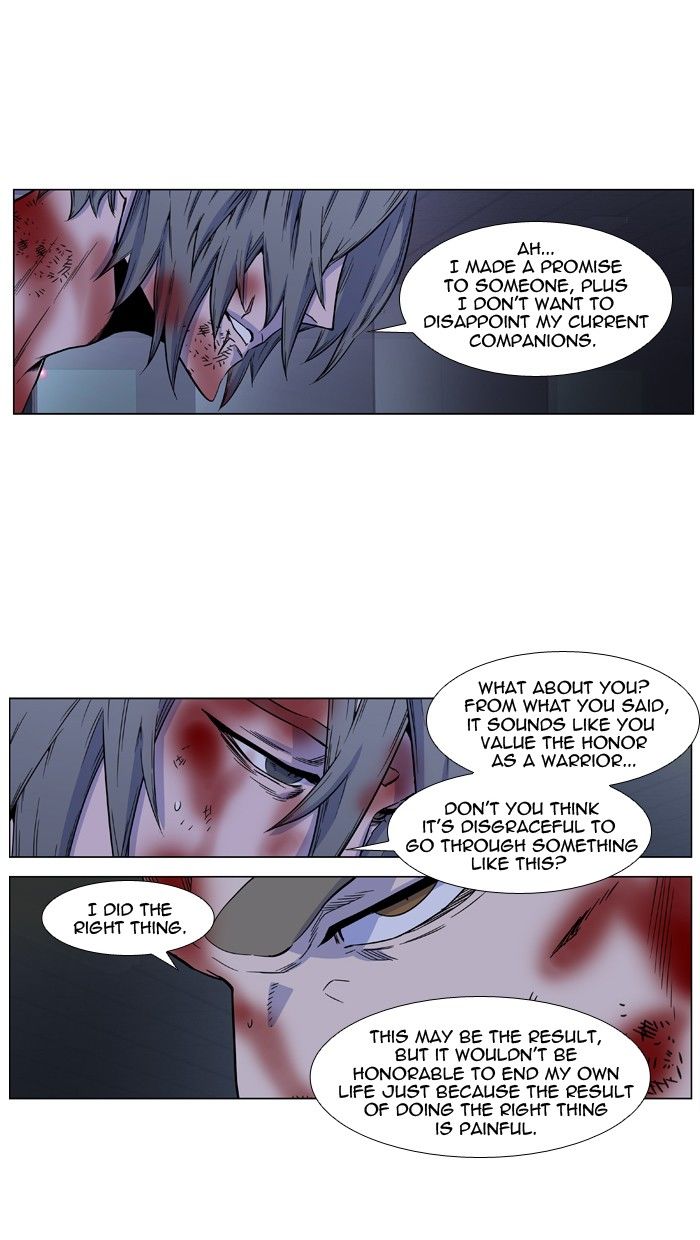 AH...
I MADE A PROMISE
TO SOMEONE, PLUS
I DON'T WANT TO
DISAPPOINT MY CURRENT
COMPANIONS.
WHAT ABOUT YOU?
FROM WHAT YOU SAID,
IT SOUNDS LIKE YOU
VALUE THE HONOR
AS A WARRIOR...
DON'T YOU THINK
IT'S DISGRACEFUL TO
GO THROUGH SOMETHING
LIKE THIS?
I DID THE
RIGHT THING.
THIS MAY BE THE RESULT,
BUT IT WOULDN'T BE
HONORABLE TO END MY OWN
LIFE JUST BECAUSE THE RESULT
OF DOING THE RIGHT THING
IS PAINFUL.